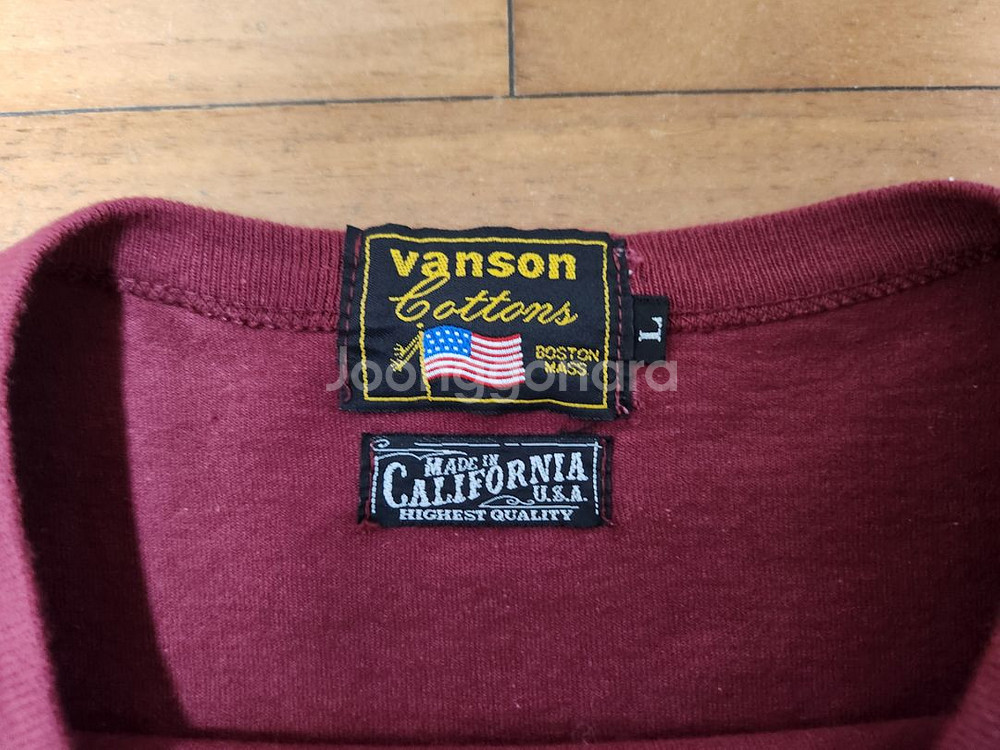 vanson
Cottons
BOSTON
MASS
L
Joonggonara
MADE IN
CALIFORNIA
U.S.A.
HIGHEST QUALITY